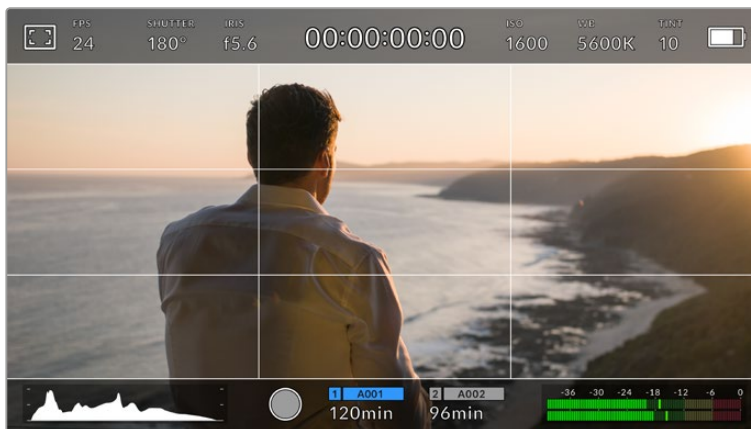 FPS SHUTTER IRIS ISO WB TINT
24 180° f5.6 00:00:00:00 1600 5600K 10
1 A001 2 A002
120min 96min
-36 -30 -24 -18 -12 -6 0